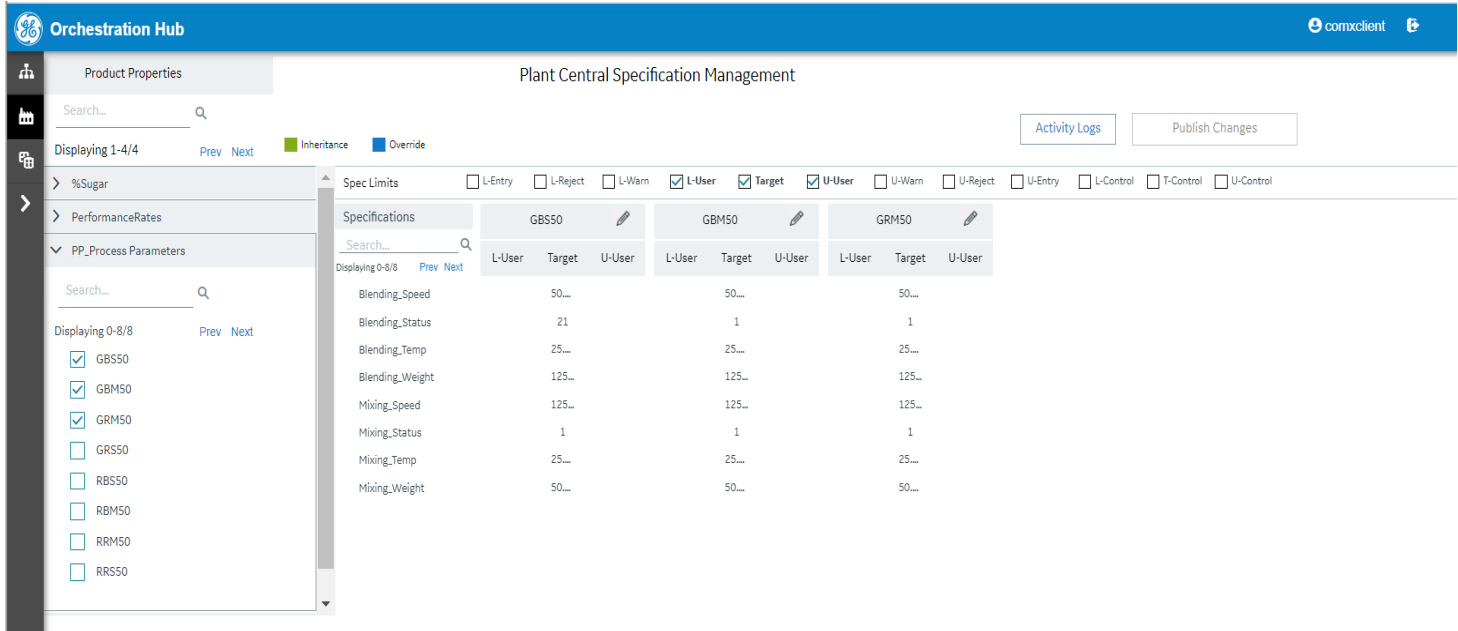 Orchestration Hub
comxclient
Product Properties
Plant Central Specification Management
Search...
Activity Logs
Publish Changes
Displaying 1-4/4
Prev Next
Inheritance
Override
%Sugar
PerformanceRates
PP_Process Parameters
Search...
Displaying 0-8/8
Prev Next
GBS50
GBM50
GRM50
GRS50
RBS50
RBM50
RRM50
RRS50
Spec Limits L-Entry L-Reject L-Warn L-User Target U-User U-Warn U-Reject U-Entry L-Control T-Control U-Control
Specifications GBS50 GBM50 GRM50
Search...
Displaying 0-8/8 Prev Next
L-User Target U-User L-User Target U-User L-User Target U-User
Blending_Speed 50.... 50.... 50....
Blending_Status 21 1 1
Blending_Temp 25.... 25.... 25....
Blending_Weight 125... 125... 125...
Mixing_Speed 125... 125... 125...
Mixing_Status 1 1 1
Mixing_Temp 25.... 25.... 25....
Mixing_Weight 50.... 50.... 50....